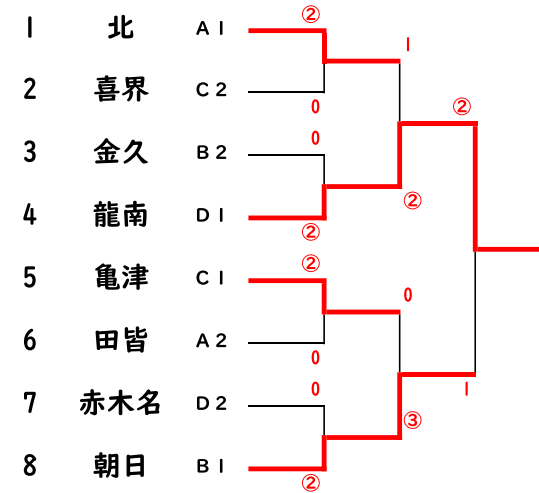 1 北 A1 ②
1
2 喜界 C2 0
②
3 金久 B2 0
②
4 龍南 D1 ②
5 亀津 C1 ②
0
6 田皆 A2 0
1
7 赤木名 D2 0
③
8 朝日 B1 ②